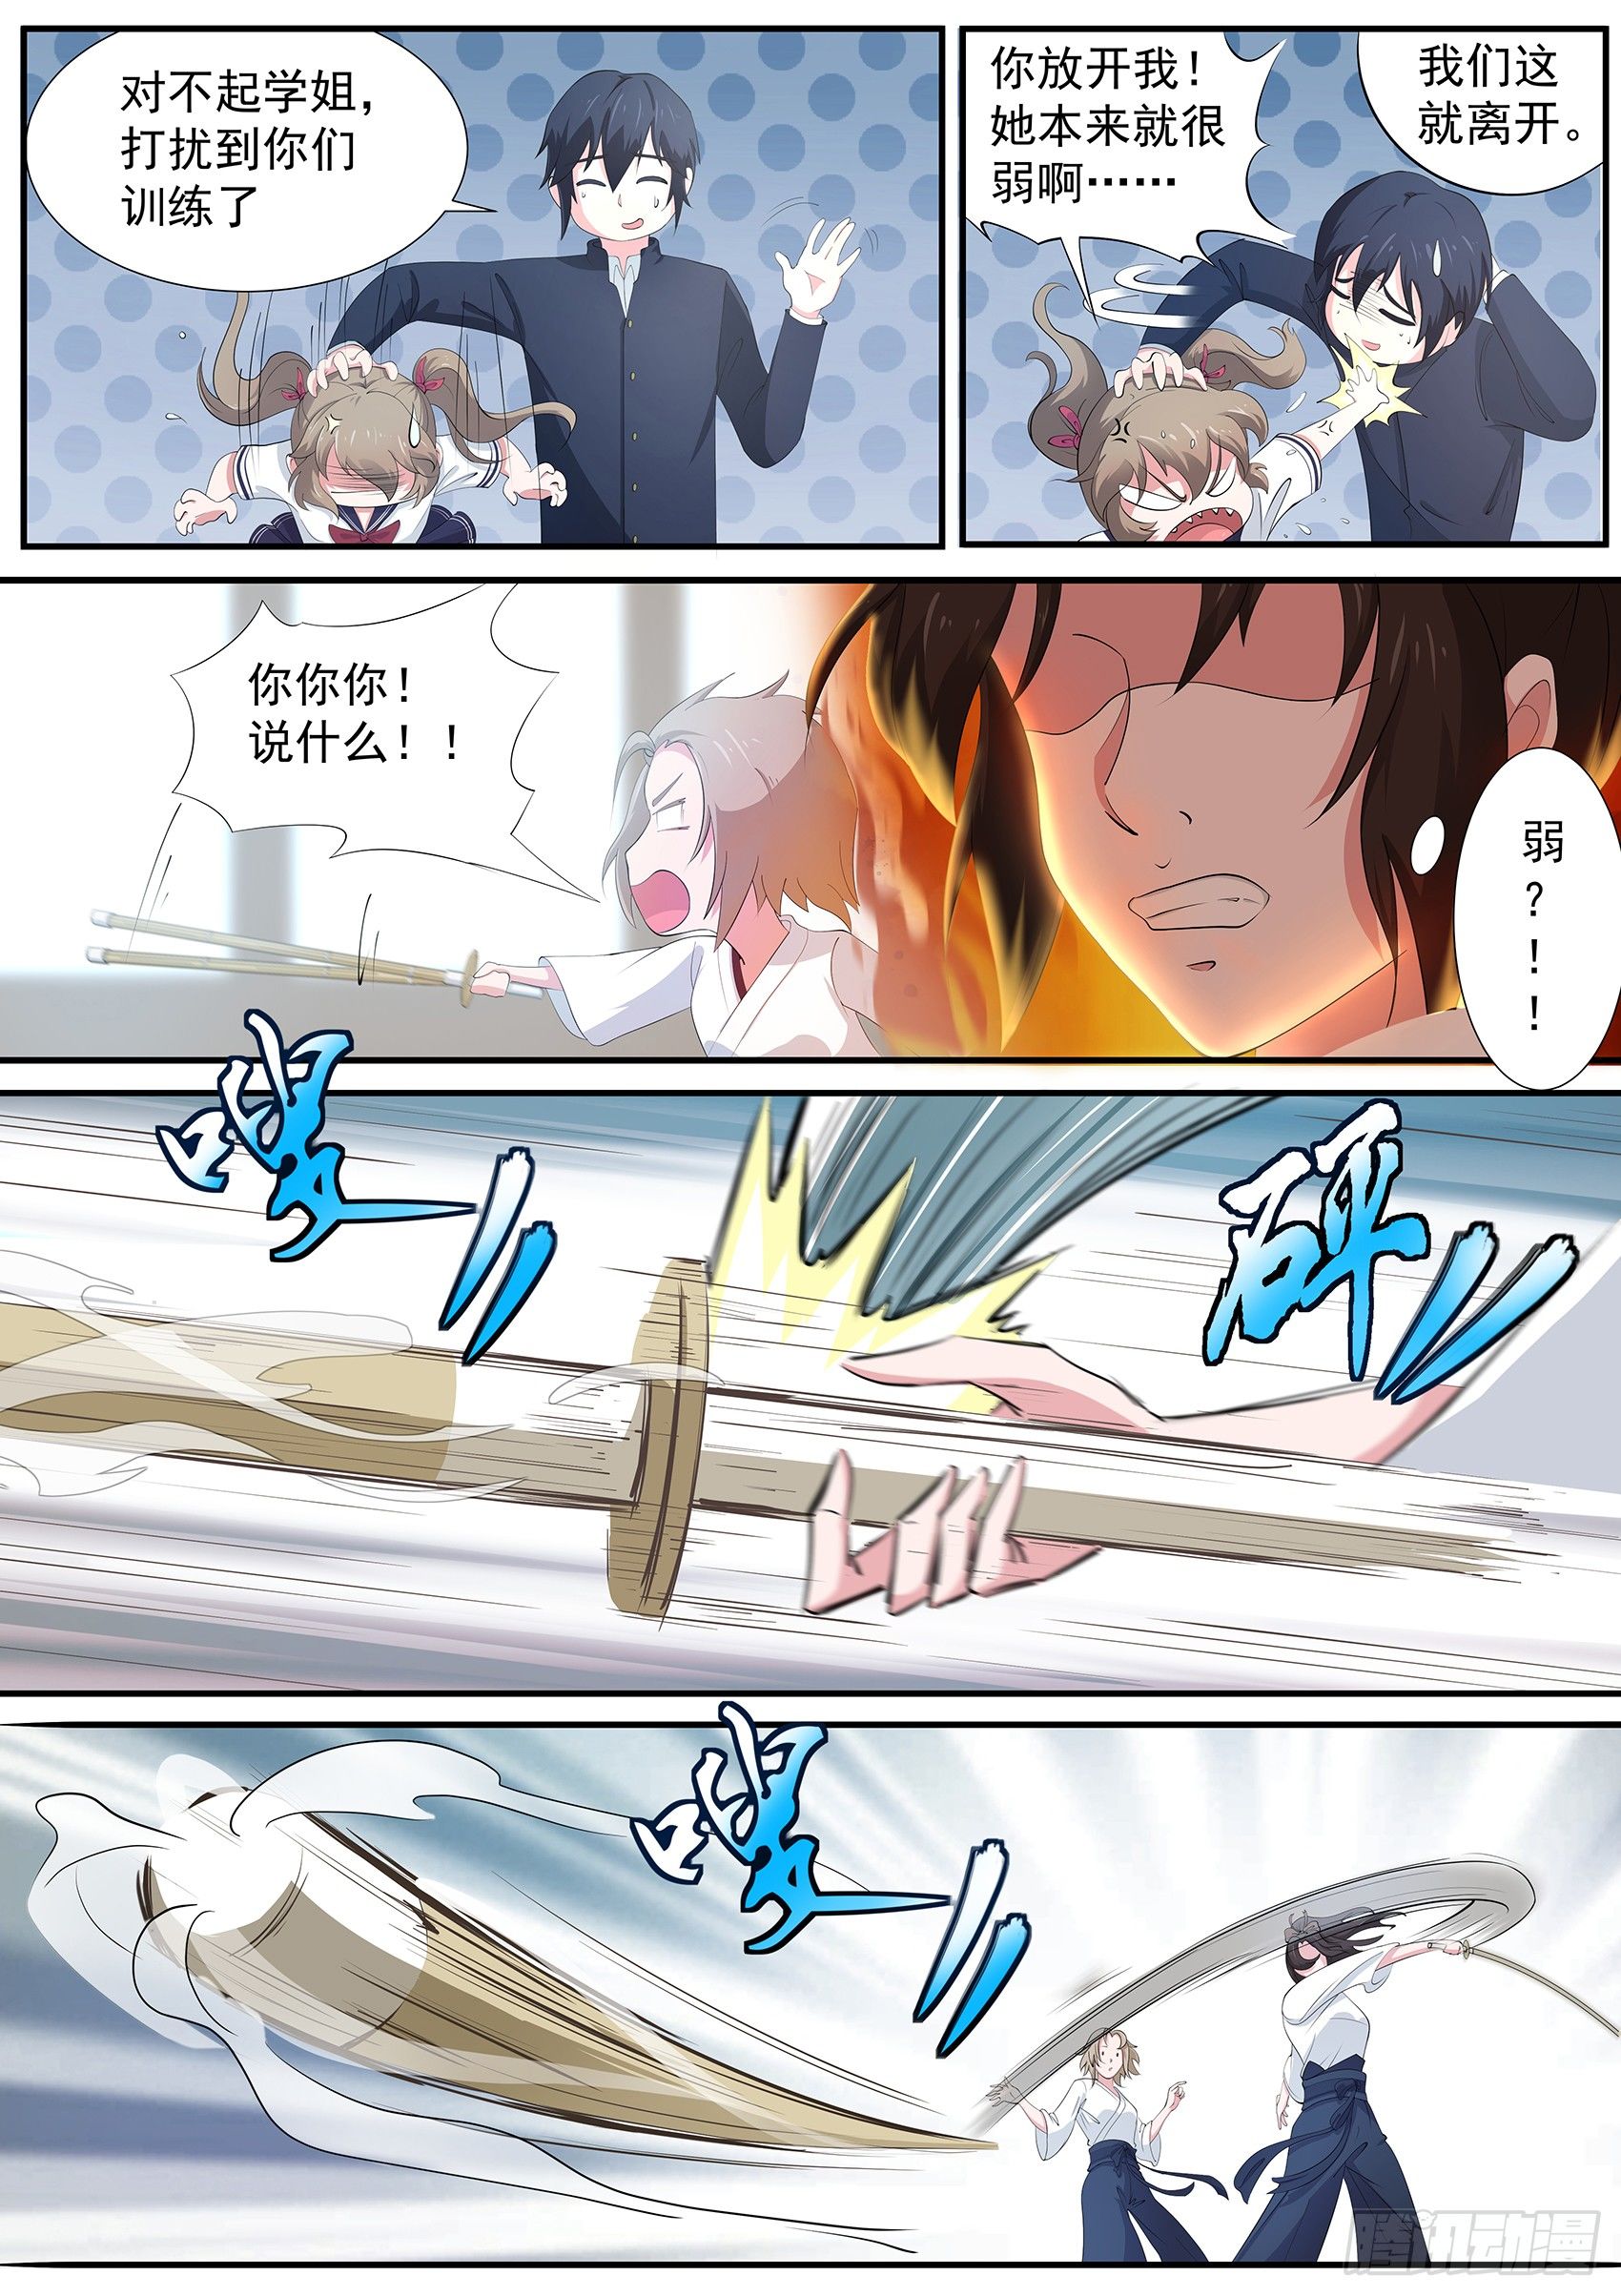 对不起学姐，
打扰到你们
训练了
你放开我！
她本来就很
弱啊……
我们这
就离开。
你你你！
说什么！！
弱？！！
嗖
砰
嗖
腾讯动漫